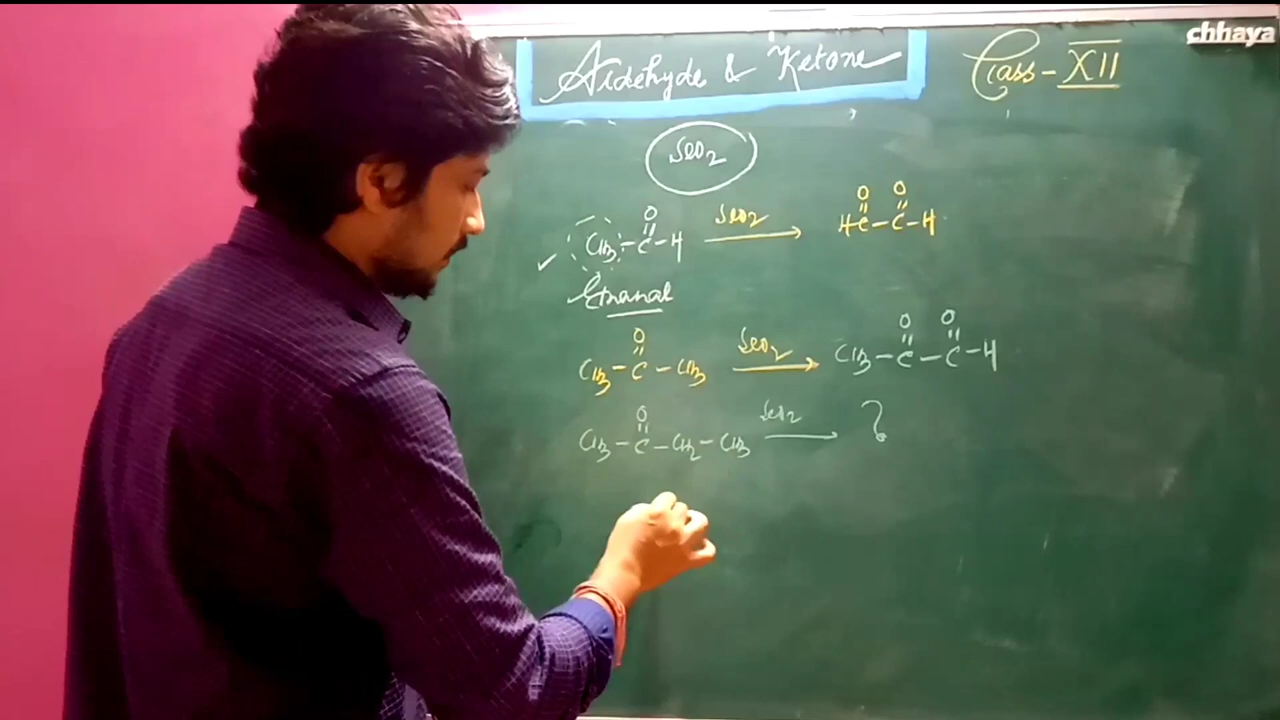 chhaya
Aldehyde & Ketone
Class - XII
SeO2
O
CH3 - C - H SeO2 → O O
HC - C - H
Ethanal
O
CH3 - C - CH3 SeO2 → O O
CH3 - C - C - H
O
CH3 - C - CH2 - CH3 SeO2 → ?